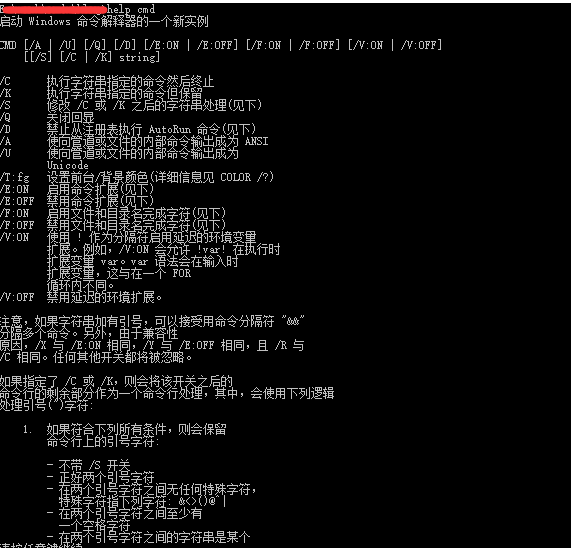 help cmd
启动 Windows 命令解释器的一个新实例
CMD [/A | /U] [/Q] [/D] [/E:ON | /E:OFF] [/F:ON | /F:OFF] [/V:ON | /V:OFF]
[[/S] [/C | /K] string]
/C 执行字符串指定的命令然后终止
/K 执行字符串指定的命令但保留
/S 修改 /C 或 /K 之后的字符串处理(见下)
/Q 关闭回显
/D 禁止从注册表执行 AutoRun 命令(见下)
/A 使向管道或文件的内部命令输出成为 ANSI
/U 使向管道或文件的内部命令输出成为
Unicode
/T:fg 设置前台/背景颜色(详细信息见 COLOR /?)
/E:ON 启用命令扩展(见下)
/E:OFF 禁用命令扩展(见下)
/F:ON 启用文件和目录名完成字符(见下)
/F:OFF 禁用文件和目录名完成字符(见下)
/V:ON 使用 ! 作为分隔符启用延迟的环境变量
扩展。例如，/V:ON 会允许 !var! 在执行时
扩展变量 var。var 语法会在输入时
扩展变量，这与在一个 FOR
循环内不同。
/V:OFF 禁用延迟的环境扩展。
注意，如果字符串加有引号，可以接受用命令分隔符 "&&"
分隔多个命令。另外，由于兼容性
原因，/X 与 /E:ON 相同，/Y 与 /E:OFF 相同，且 /R 与
/C 相同。任何其他开关都将被忽略。
如果指定了 /C 或 /K，则会将该开关之后的
命令行的剩余部分作为一个命令行处理，其中，会使用下列逻辑
处理引号(")字符:
1. 如果符合下列所有条件，则会保留
命令行上的引号字符:
- 不带 /S 开关
- 正好两个引号字符
- 在两个引号字符之间无任何特殊字符，
特殊字符指下列字符: &<>()@^|
- 在两个引号字符之间至少有
一个空格字符
- 在两个引号字符之间的字符串是某个